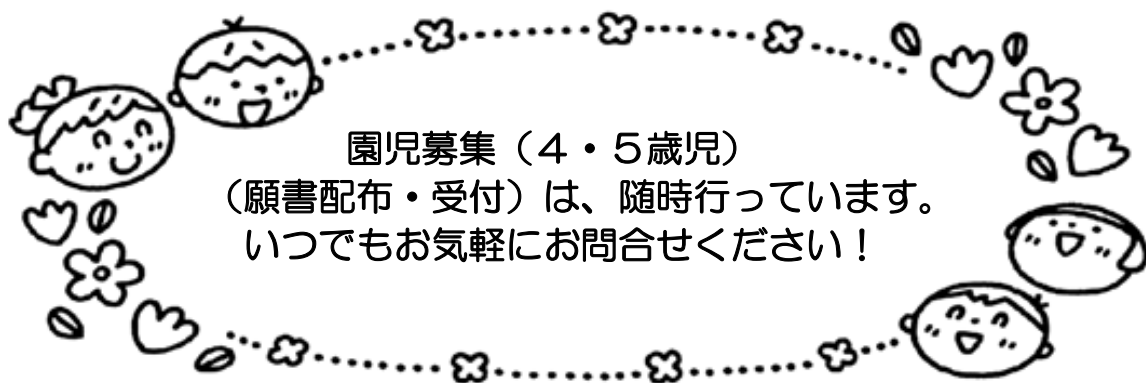 園児募集（４・５歳児）
（願書配布・受付）は、随時行っています。
いつでもお気軽にお問合せください！